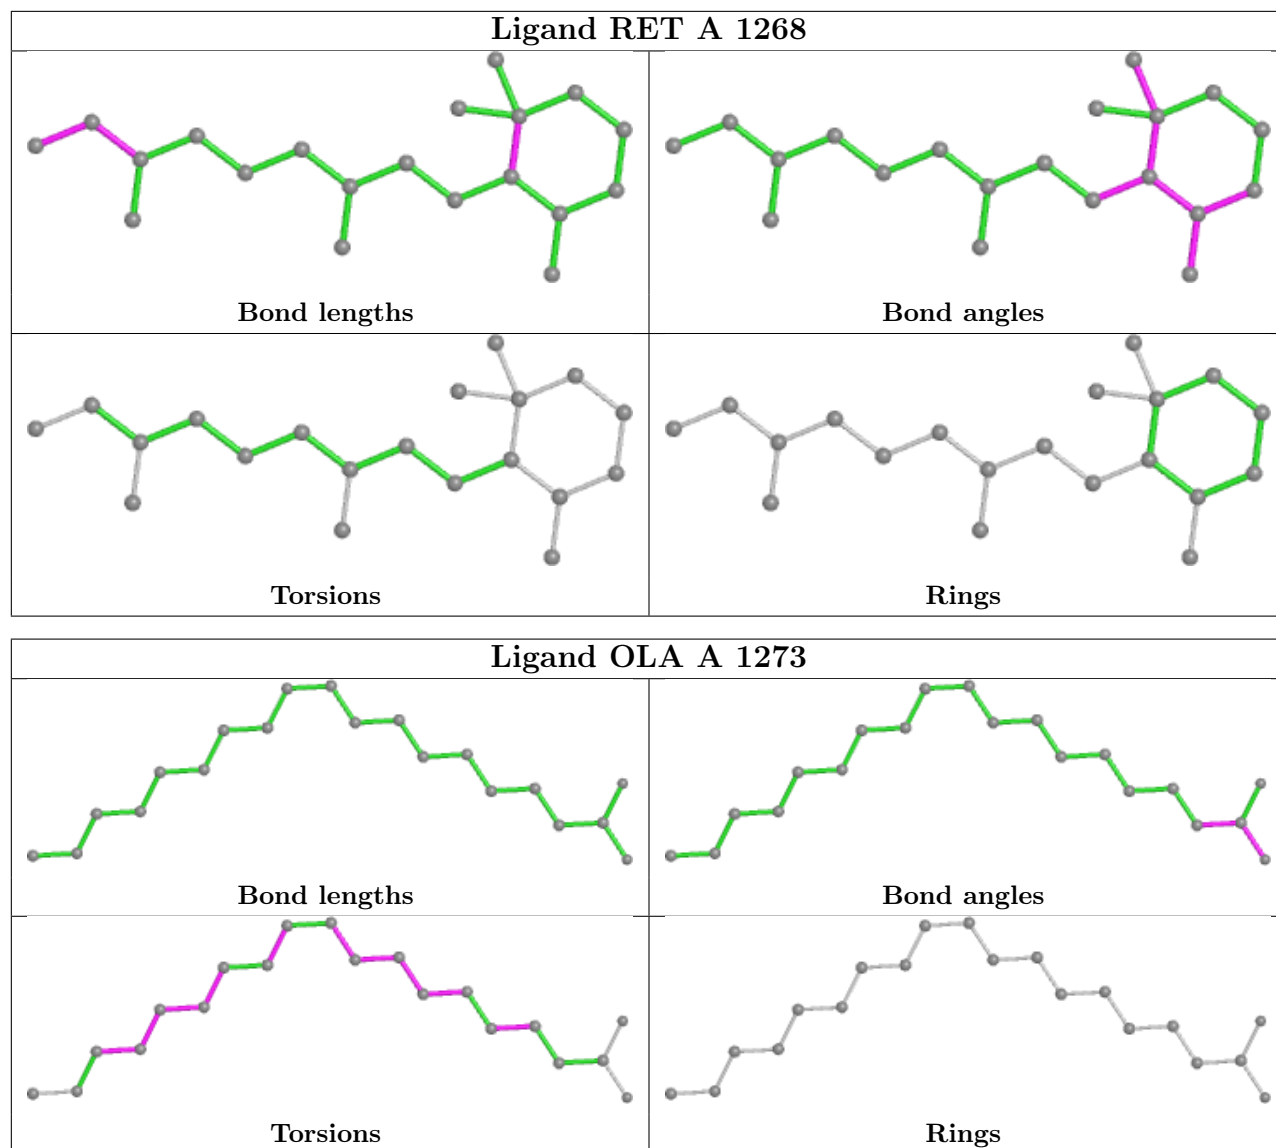 Ligand RET A 1268
Bond lengths
Bond angles
Torsions
Rings
Ligand OLA A 1273
Bond lengths
Bond angles
Torsions
Rings